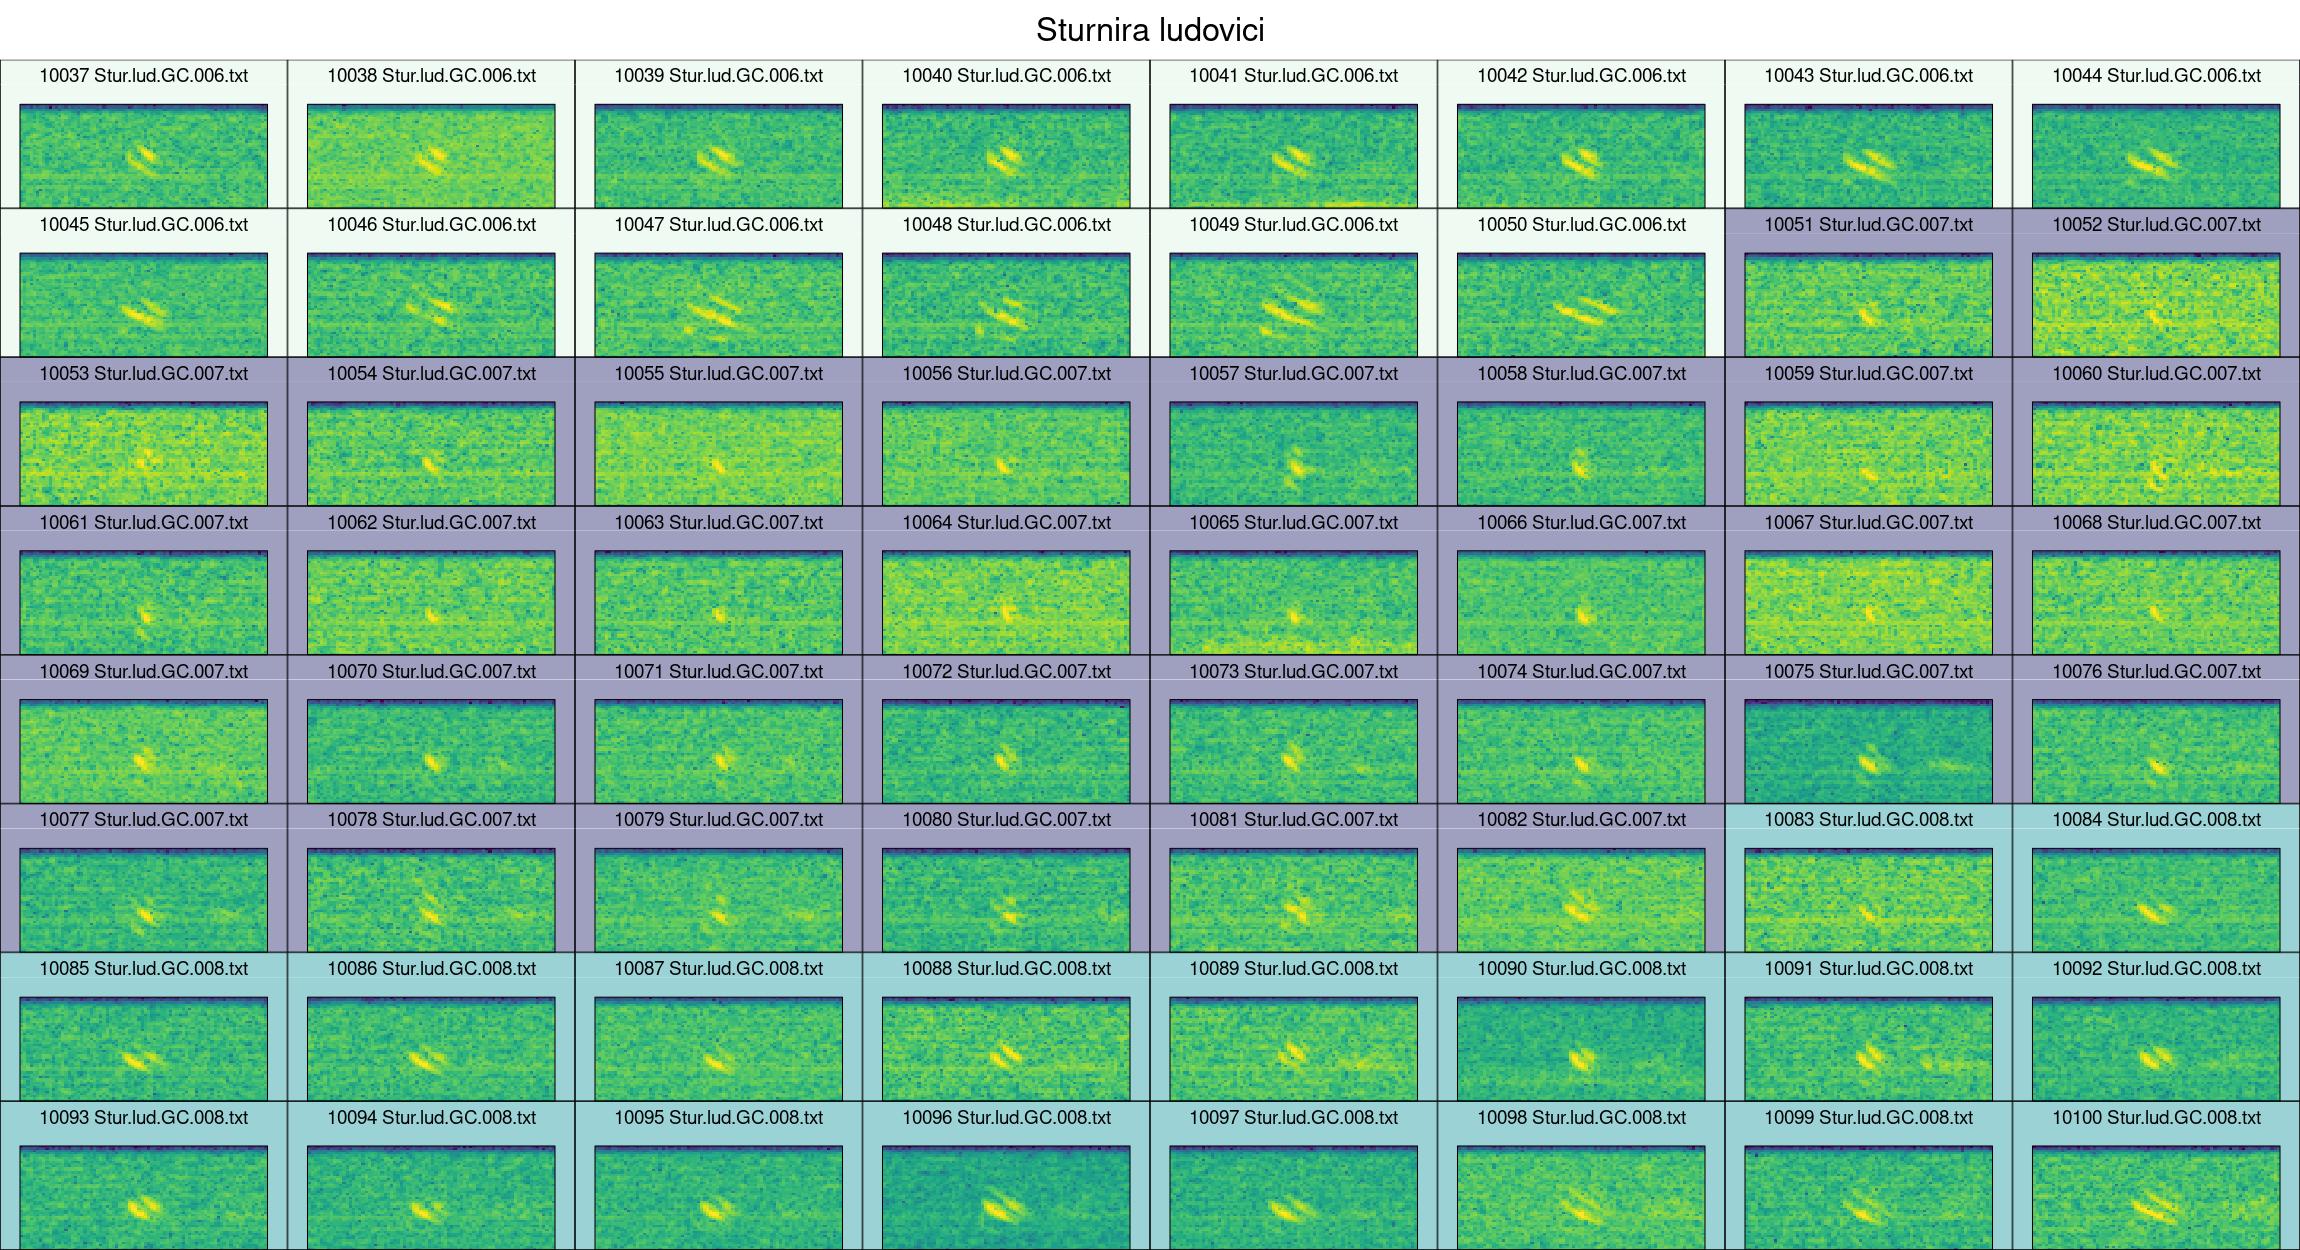 Sturnira ludovici
10037 Stur.lud.GC.006.txt 10038 Stur.lud.GC.006.txt 10039 Stur.lud.GC.006.txt 10040 Stur.lud.GC.006.txt 10041 Stur.lud.GC.006.txt 10042 Stur.lud.GC.006.txt 10043 Stur.lud.GC.006.txt 10044 Stur.lud.GC.006.txt
10045 Stur.lud.GC.006.txt 10046 Stur.lud.GC.006.txt 10047 Stur.lud.GC.006.txt 10048 Stur.lud.GC.006.txt 10049 Stur.lud.GC.006.txt 10050 Stur.lud.GC.006.txt 10051 Stur.lud.GC.007.txt 10052 Stur.lud.GC.007.txt
10053 Stur.lud.GC.007.txt 10054 Stur.lud.GC.007.txt 10055 Stur.lud.GC.007.txt 10056 Stur.lud.GC.007.txt 10057 Stur.lud.GC.007.txt 10058 Stur.lud.GC.007.txt 10059 Stur.lud.GC.007.txt 10060 Stur.lud.GC.007.txt
10061 Stur.lud.GC.007.txt 10062 Stur.lud.GC.007.txt 10063 Stur.lud.GC.007.txt 10064 Stur.lud.GC.007.txt 10065 Stur.lud.GC.007.txt 10066 Stur.lud.GC.007.txt 10067 Stur.lud.GC.007.txt 10068 Stur.lud.GC.007.txt
10069 Stur.lud.GC.007.txt 10070 Stur.lud.GC.007.txt 10071 Stur.lud.GC.007.txt 10072 Stur.lud.GC.007.txt 10073 Stur.lud.GC.007.txt 10074 Stur.lud.GC.007.txt 10075 Stur.lud.GC.007.txt 10076 Stur.lud.GC.007.txt
10077 Stur.lud.GC.007.txt 10078 Stur.lud.GC.007.txt 10079 Stur.lud.GC.007.txt 10080 Stur.lud.GC.007.txt 10081 Stur.lud.GC.007.txt 10082 Stur.lud.GC.007.txt 10083 Stur.lud.GC.008.txt 10084 Stur.lud.GC.008.txt
10085 Stur.lud.GC.008.txt 10086 Stur.lud.GC.008.txt 10087 Stur.lud.GC.008.txt 10088 Stur.lud.GC.008.txt 10089 Stur.lud.GC.008.txt 10090 Stur.lud.GC.008.txt 10091 Stur.lud.GC.008.txt 10092 Stur.lud.GC.008.txt
10093 Stur.lud.GC.008.txt 10094 Stur.lud.GC.008.txt 10095 Stur.lud.GC.008.txt 10096 Stur.lud.GC.008.txt 10097 Stur.lud.GC.008.txt 10098 Stur.lud.GC.008.txt 10099 Stur.lud.GC.008.txt 10100 Stur.lud.GC.008.txt